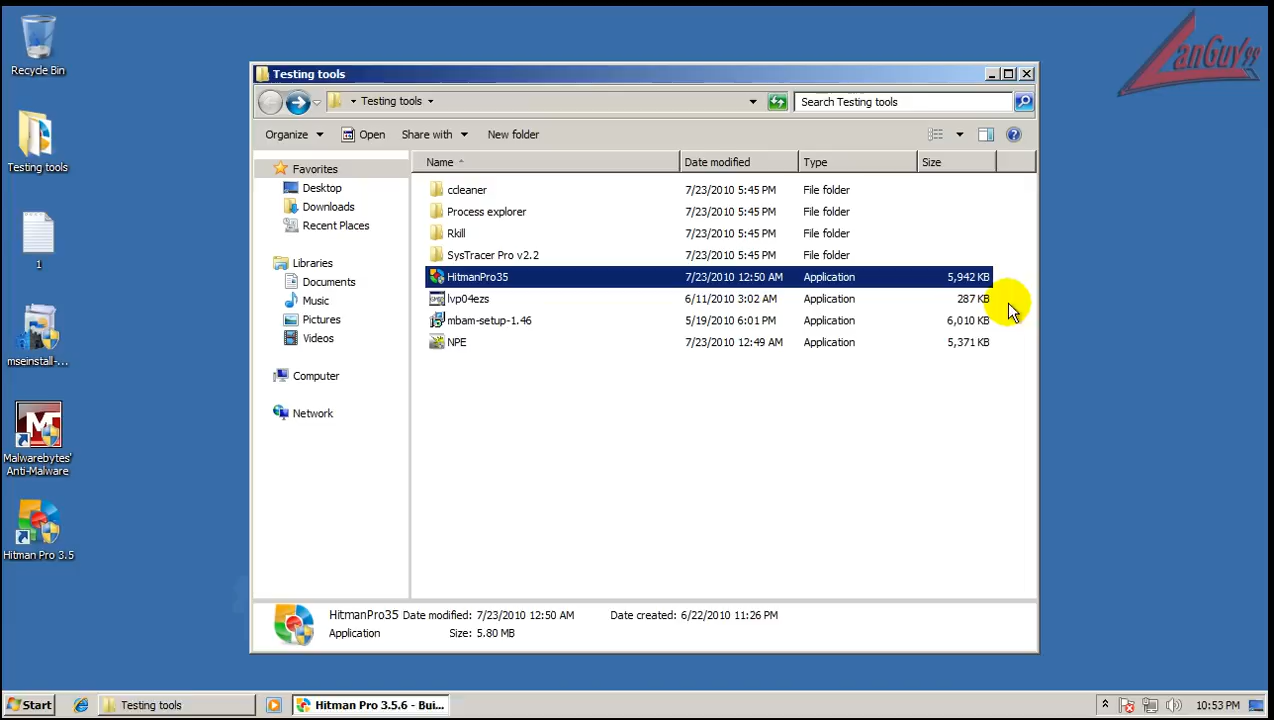 Recycle Bin
Testing tools
1
mseinstall-...
Malwarebytes'
Anti-Malware
Hitman Pro 3.5
LanGuy99
Testing tools
Testing tools
Search Testing tools
Organize Open Share with New folder
Favorites
Desktop
Downloads
Recent Places
Libraries
Documents
Music
Pictures
Videos
Computer
Network
Name Date modified Type Size
ccleaner 7/23/2010 5:45 PM File folder
Process explorer 7/23/2010 5:45 PM File folder
Rkill 7/23/2010 5:45 PM File folder
SysTracer Pro v2.2 7/23/2010 5:45 PM File folder
HitmanPro35 7/23/2010 12:50 AM Application 5,942 KB
lvp04ezs 6/11/2010 3:02 AM Application 287 KB
mbam-setup-1.46 5/19/2010 6:01 PM Application 6,010 KB
NPE 7/23/2010 12:49 AM Application 5,371 KB
HitmanPro35 Date modified: 7/23/2010 12:50 AM Date created: 6/22/2010 11:26 PM
Application Size: 5.80 MB
Start Testing tools Hitman Pro 3.5.6 - Bui... 10:53 PM